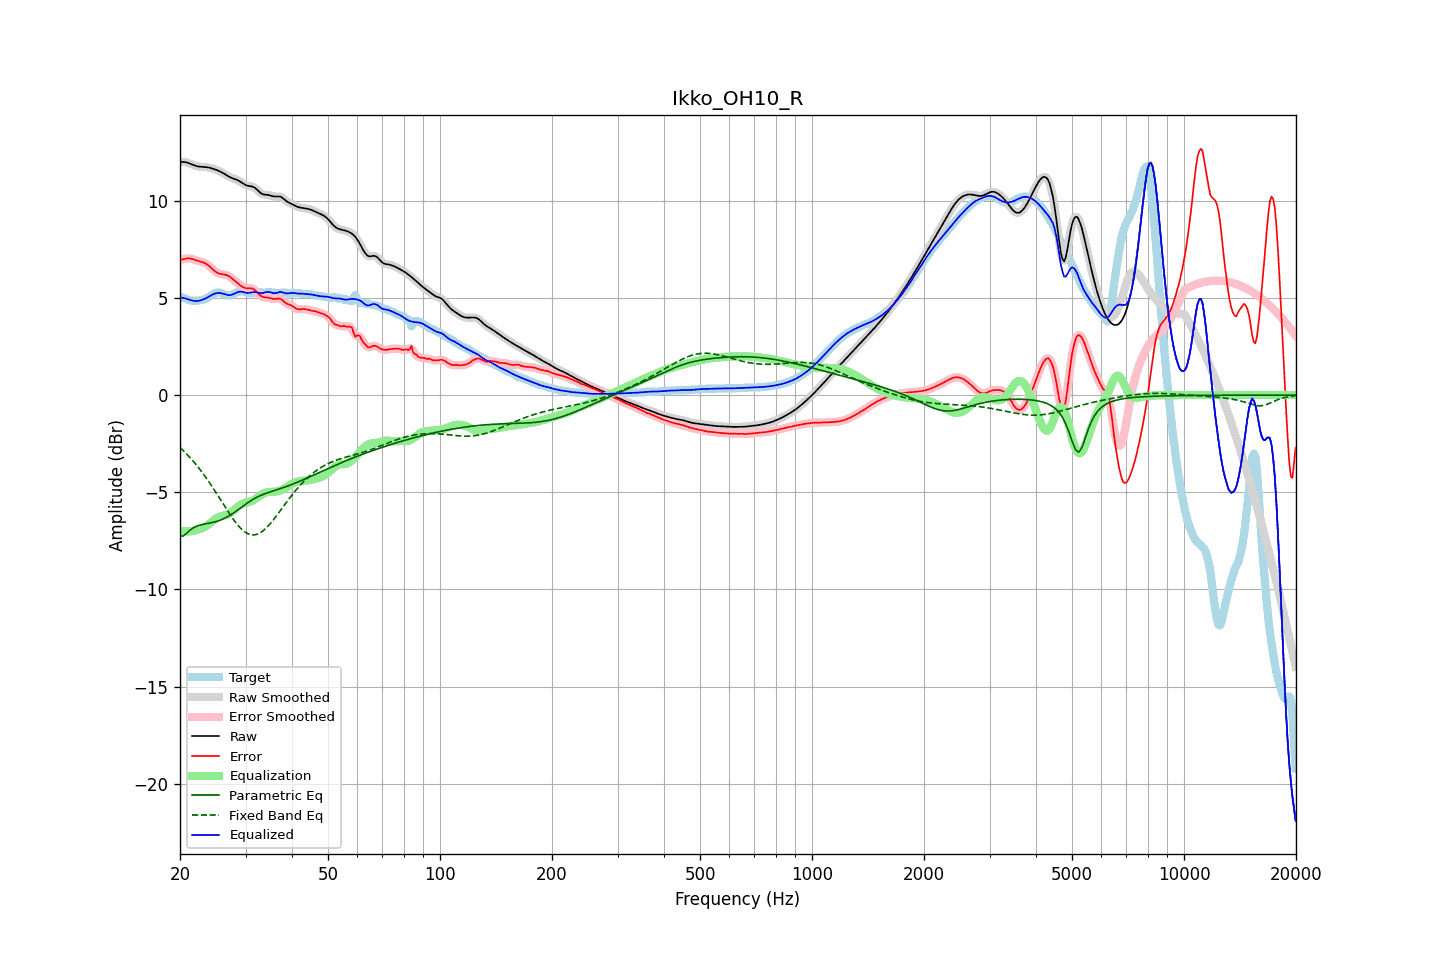 Ikko_OH10_R
Amplitude (dBr)
10
5
0
−5
−10
−15
−20
Target
Raw Smoothed
Error Smoothed
Raw
Error
Equalization
Parametric Eq
Fixed Band Eq
Equalized
20 50 100 200 500 1000 2000 5000 10000 20000
Frequency (Hz)